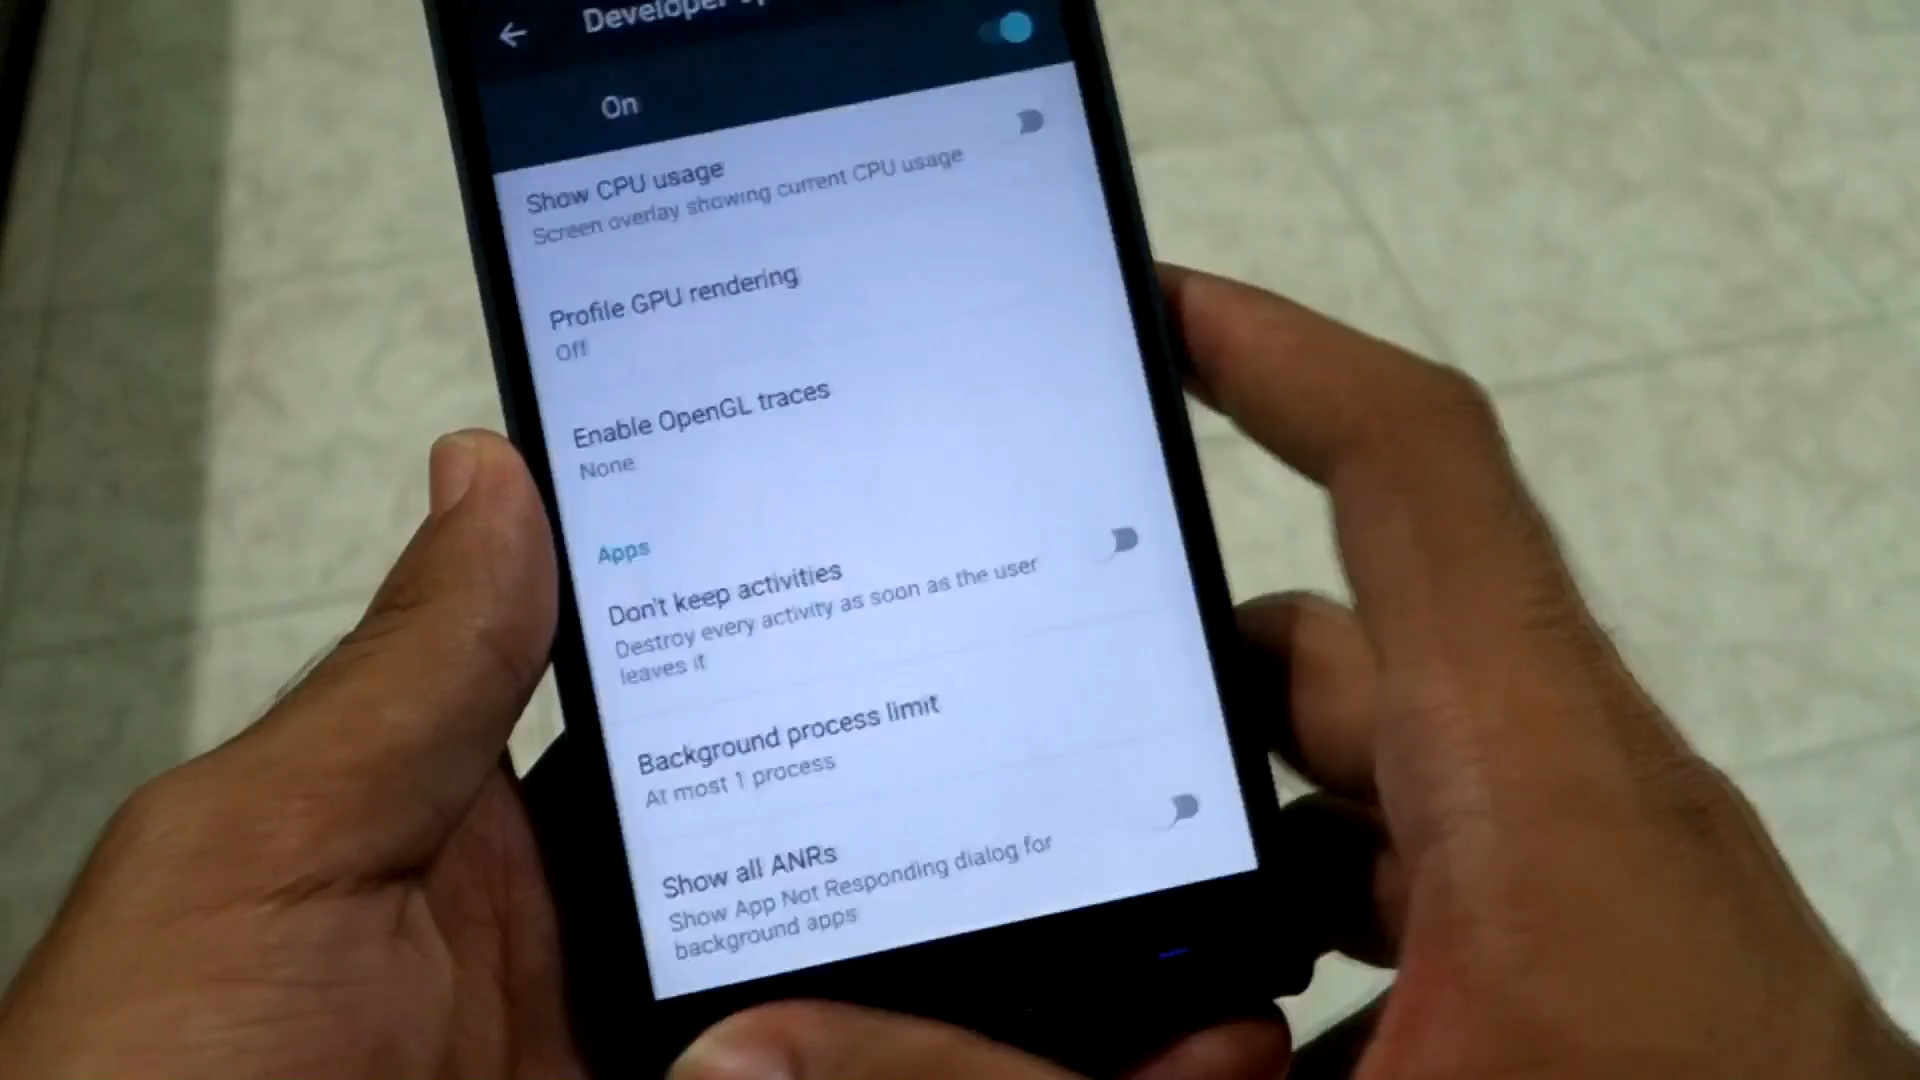 Developer
On
Show CPU usage
Screen overlay showing current CPU usage
Profile GPU rendering
Off
Enable OpenGL traces
None
Apps
Don't keep activities
Destroy every activity as soon as the user
leaves it
Background process limit
At most 1 process
Show all ANRs
Show App Not Responding dialog for
background apps